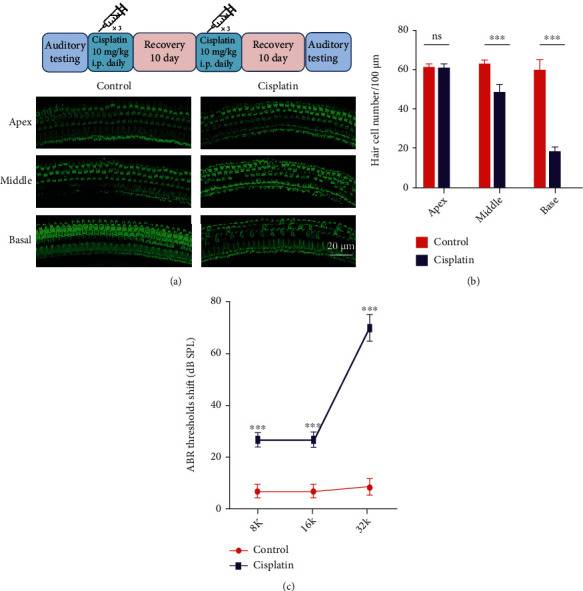 × 3
× 3
Auditory
testing
Cisplatin
10 mg/kg
i.p. daily
Recovery
10 day
Cisplatin
10 mg/kg
i.p. daily
Recovery
10 day
Auditory
testing
Control
Cisplatin
Apex
Middle
Basal
20 μm
(a)
Hair cell number/100 μm
80
60
40
20
0
ns
***
***
Apex
Middle
Base
Control
Cisplatin
(b)
ABR thresholds shift (dB SPL)
80
60
40
20
0
***
***
***
8K
16k
32k
Control
Cisplatin
(c)